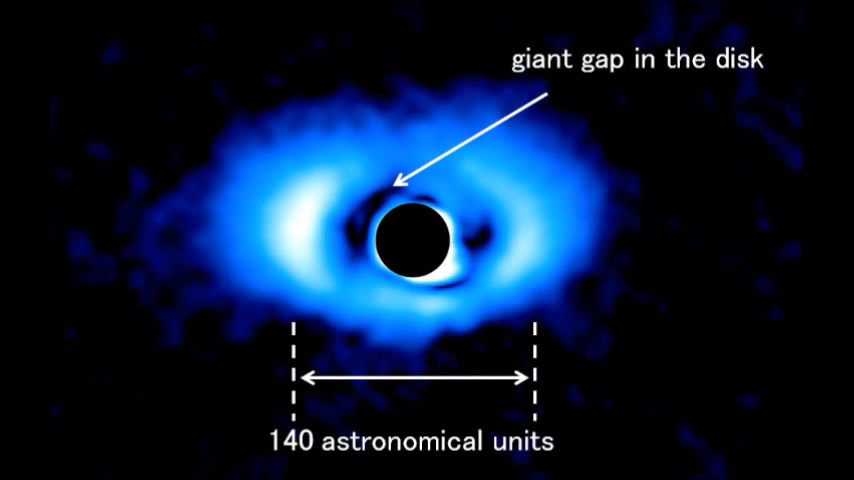 giant gap in the disk
140 astronomical units